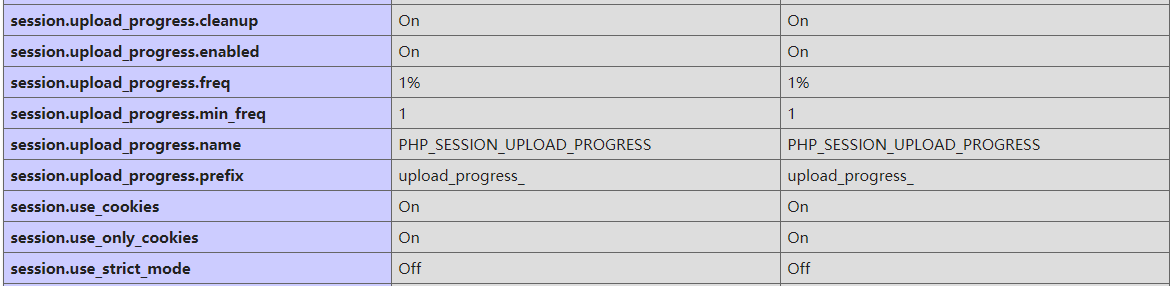 session.upload_progress.cleanup On On
session.upload_progress.enabled On On
session.upload_progress.freq 1% 1%
session.upload_progress.min_freq 1 1
session.upload_progress.name PHP_SESSION_UPLOAD_PROGRESS PHP_SESSION_UPLOAD_PROGRESS
session.upload_progress.prefix upload_progress_ upload_progress_
session.use_cookies On On
session.use_only_cookies On On
session.use_strict_mode Off Off